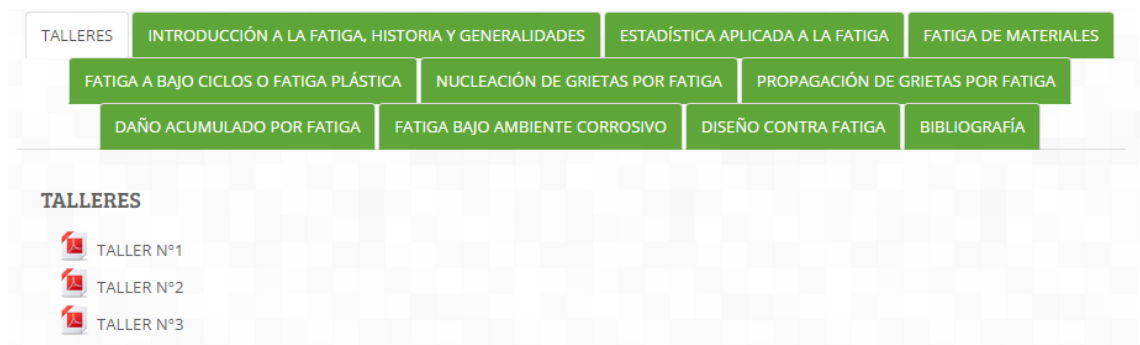 TALLERES INTRODUCCIÓN A LA FATIGA, HISTORIA Y GENERALIDADES ESTADÍSTICA APLICADA A LA FATIGA FATIGA DE MATERIALES
FATIGA A BAJO CICLOS O FATIGA PLÁSTICA NUCLEACIÓN DE GRIETAS POR FATIGA PROPAGACIÓN DE GRIETAS POR FATIGA
DAÑO ACUMULADO POR FATIGA FATIGA BAJO AMBIENTE CORROSIVO DISEÑO CONTRA FATIGA BIBLIOGRAFÍA
TALLERES
TALLER N°1
TALLER N°2
TALLER N°3